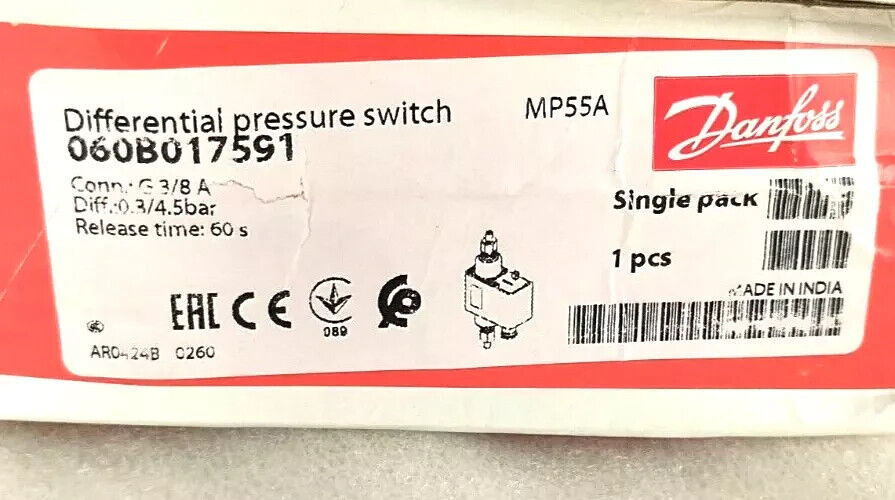 Differential pressure switch
MP55A
060B017591
Conn.: G 3/8 A
Diff.:0.3/4.5bar
Release time: 60 s
Danfoss
Single pack
1 pcs
MADE IN INDIA
EAC CE
089
AR0424B 0260